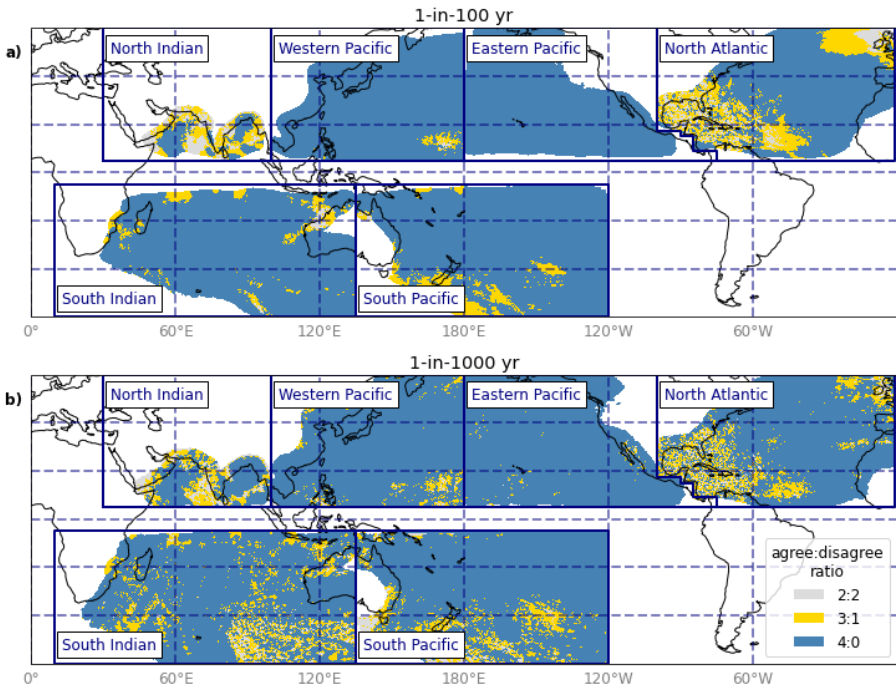 1-in-100 yr
a)
North Indian
Western Pacific
Eastern Pacific
North Atlantic
South Indian
South Pacific
0°
60°E
120°E
180°
120°W
60°W
1-in-1000 yr
b)
North Indian
Western Pacific
Eastern Pacific
North Atlantic
South Indian
South Pacific
agree:disagree
ratio
2:2
3:1
4:0
0°
60°E
120°E
180°
120°W
60°W